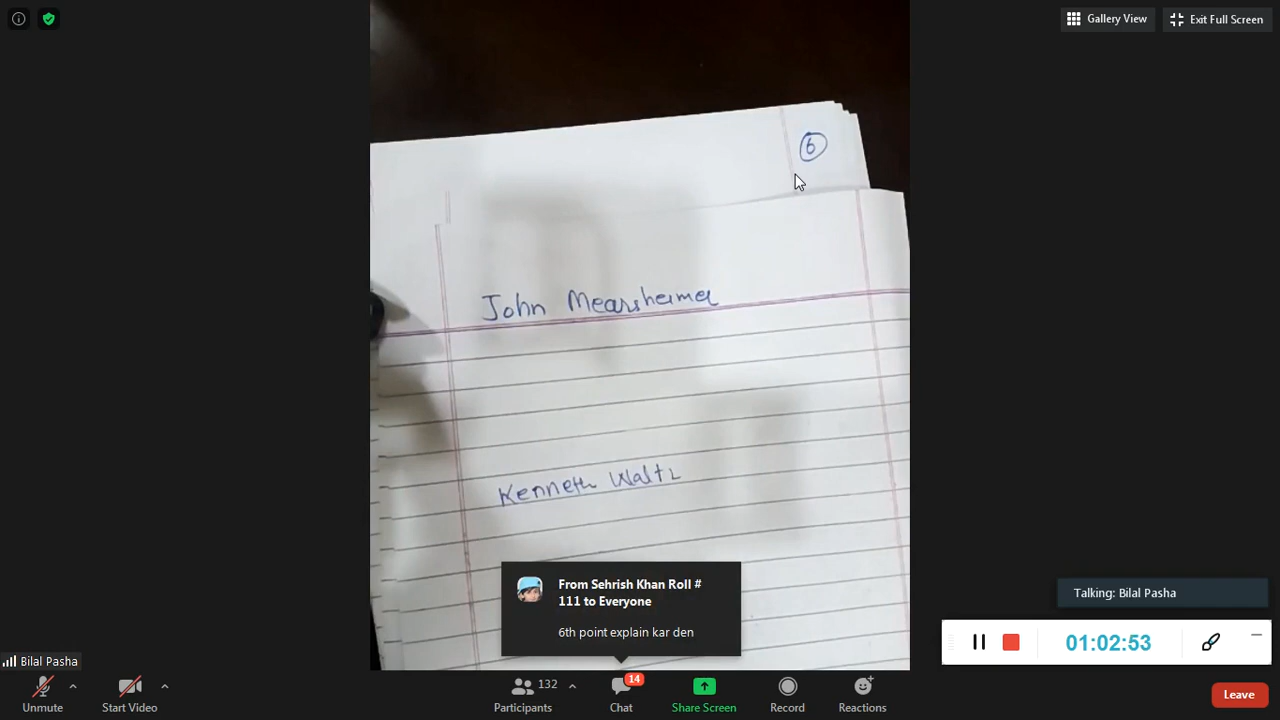 Gallery View
Exit Full Screen
6
John Mearsheimer
Kenneth Waltz
From Sehrish Khan Roll #
111 to Everyone
6th point explain kar den
Talking: Bilal Pasha
01:02:53
Bilal Pasha
Unmute
Start Video
132
Participants
14
Chat
Share Screen
Record
Reactions
Leave